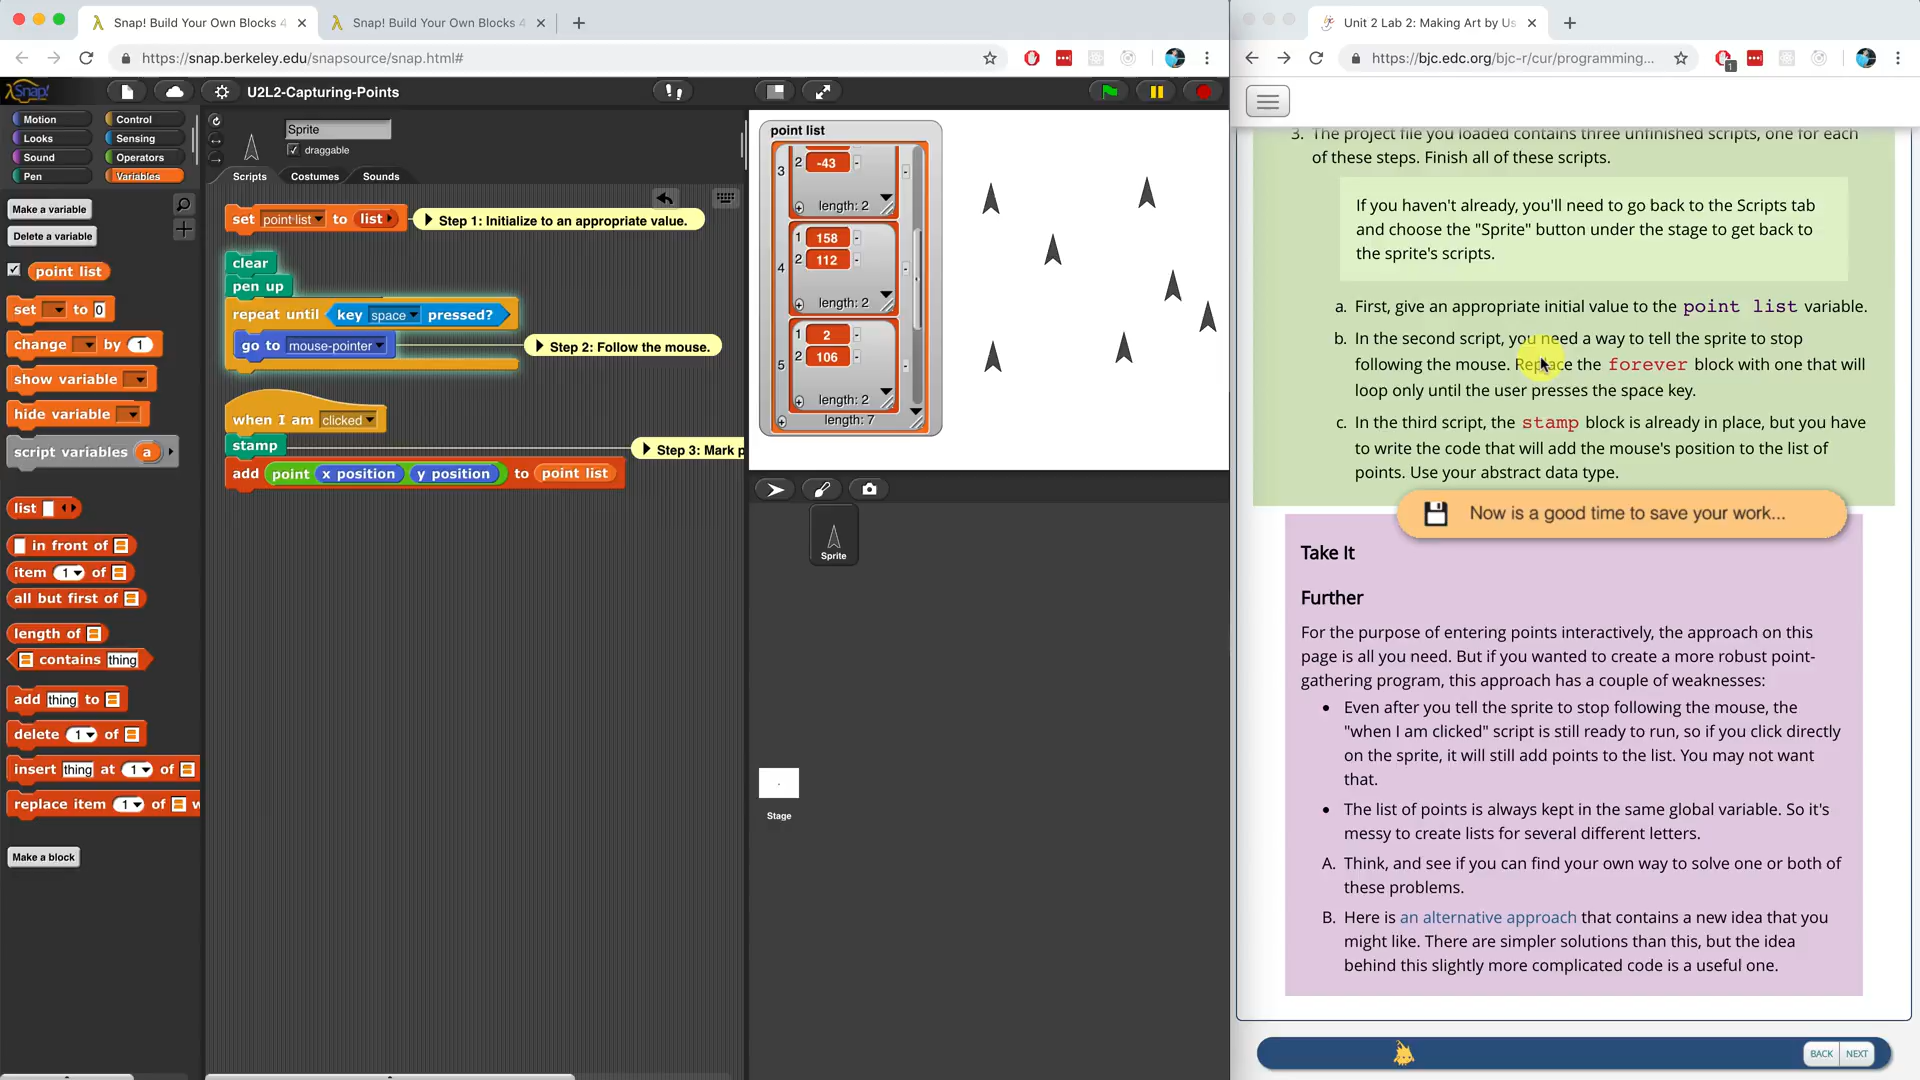 Snap! Build Your Own Blocks 4
Snap! Build Your Own Blocks 4
https://snap.berkeley.edu/snapsource/snap.html#
Snap!
U2L2-Capturing-Points
Motion
Looks
Sound
Pen
Control
Sensing
Operators
Variables
Make a variable
Delete a variable
point list
set to 0
change by 1
show variable
hide variable
script variables a
list
in front of
item 1 of
all but first of
length of
contains thing
add thing to
delete 1 of
insert thing at 1 of
replace item 1 of w
Make a block
Sprite
draggable
Scripts
Costumes
Sounds
set point list to list
Step 1: Initialize to an appropriate value.
clear
pen up
repeat until key space pressed?
go to mouse-pointer
Step 2: Follow the mouse.
when I am clicked
stamp
Step 3: Mark p
add point x position y position to point list
point list
3
2 -43
length: 2
4
1 158
2 112
length: 2
5
1 2
2 106
length: 2
length: 7
Sprite
Stage
Unit 2 Lab 2: Making Art by Us
https://bjc.edc.org/bjc-r/cur/programming...
1
3. The project file you loaded contains three unfinished scripts, one for each
of these steps. Finish all of these scripts.
If you haven't already, you'll need to go back to the Scripts tab
and choose the "Sprite" button under the stage to get back to
the sprite's scripts.
a. First, give an appropriate initial value to the point list variable.
b. In the second script, you need a way to tell the sprite to stop
following the mouse. Replace the forever block with one that will
loop only until the user presses the space key.
c. In the third script, the stamp block is already in place, but you have
to write the code that will add the mouse's position to the list of
points. Use your abstract data type.
Now is a good time to save your work...
Take It
Further
For the purpose of entering points interactively, the approach on this
page is all you need. But if you wanted to create a more robust point-
gathering program, this approach has a couple of weaknesses:
• Even after you tell the sprite to stop following the mouse, the
"when I am clicked" script is still ready to run, so if you click directly
on the sprite, it will still add points to the list. You may not want
that.
• The list of points is always kept in the same global variable. So it's
messy to create lists for several different letters.
A. Think, and see if you can find your own way to solve one or both of
these problems.
B. Here is an alternative approach that contains a new idea that you
might like. There are simpler solutions than this, but the idea
behind this slightly more complicated code is a useful one.
BACK
NEXT